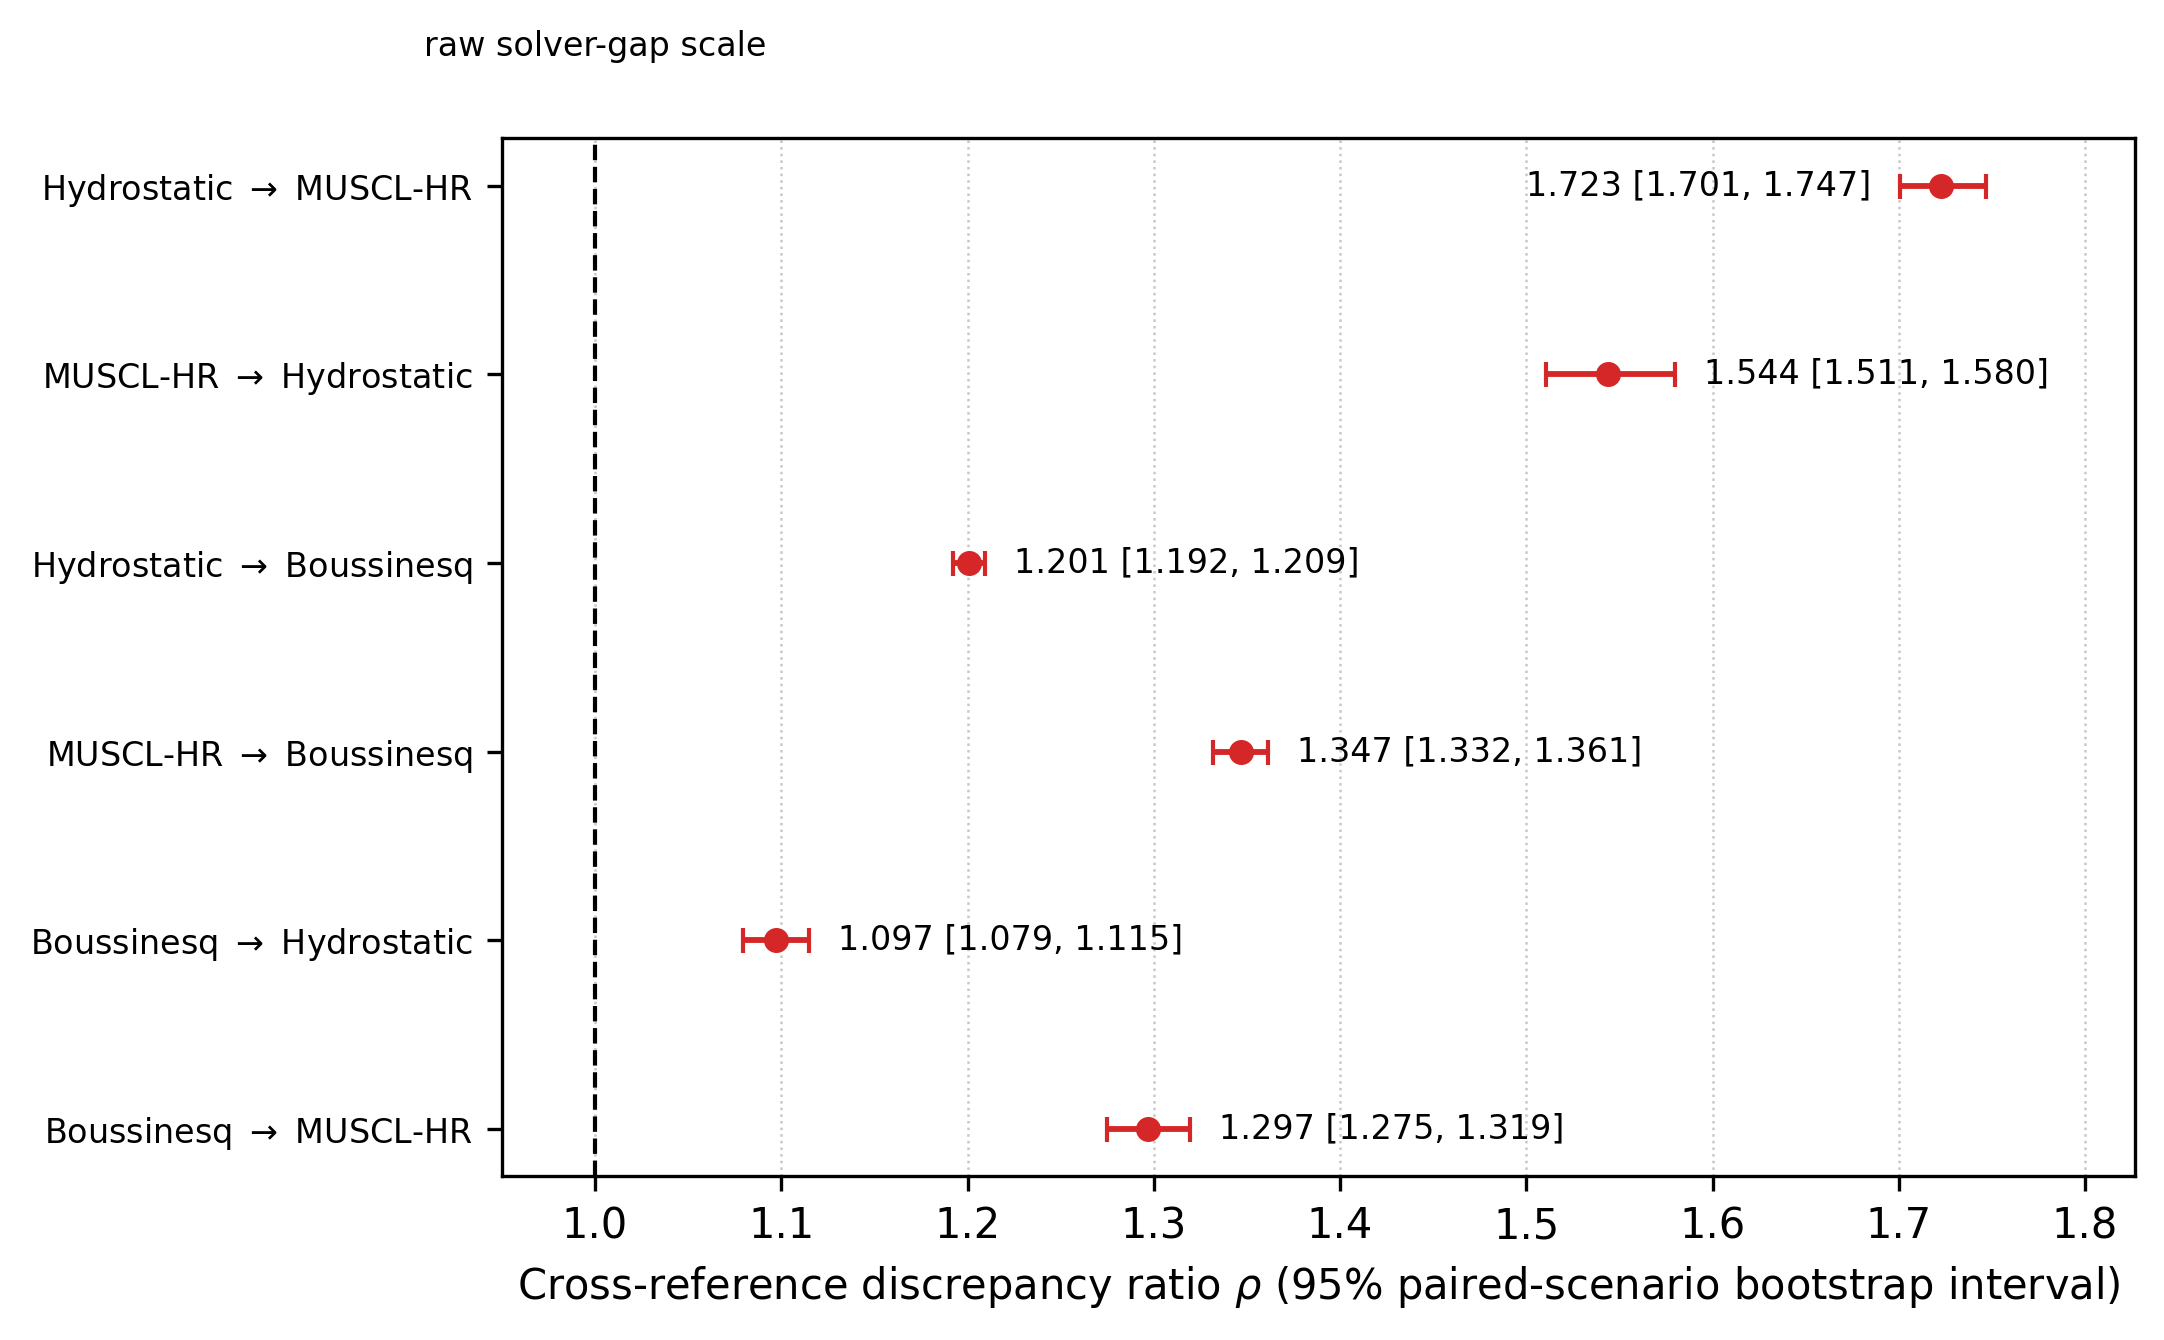 raw solver-gap scale
Hydrostatic → MUSCL-HR
1.723 [1.701, 1.747]
MUSCL-HR → Hydrostatic
1.544 [1.511, 1.580]
Hydrostatic → Boussinesq
1.201 [1.192, 1.209]
MUSCL-HR → Boussinesq
1.347 [1.332, 1.361]
Boussinesq → Hydrostatic
1.097 [1.079, 1.115]
Boussinesq → MUSCL-HR
1.297 [1.275, 1.319]
1.0 1.1 1.2 1.3 1.4 1.5 1.6 1.7 1.8
Cross-reference discrepancy ratio ρ (95% paired-scenario bootstrap interval)